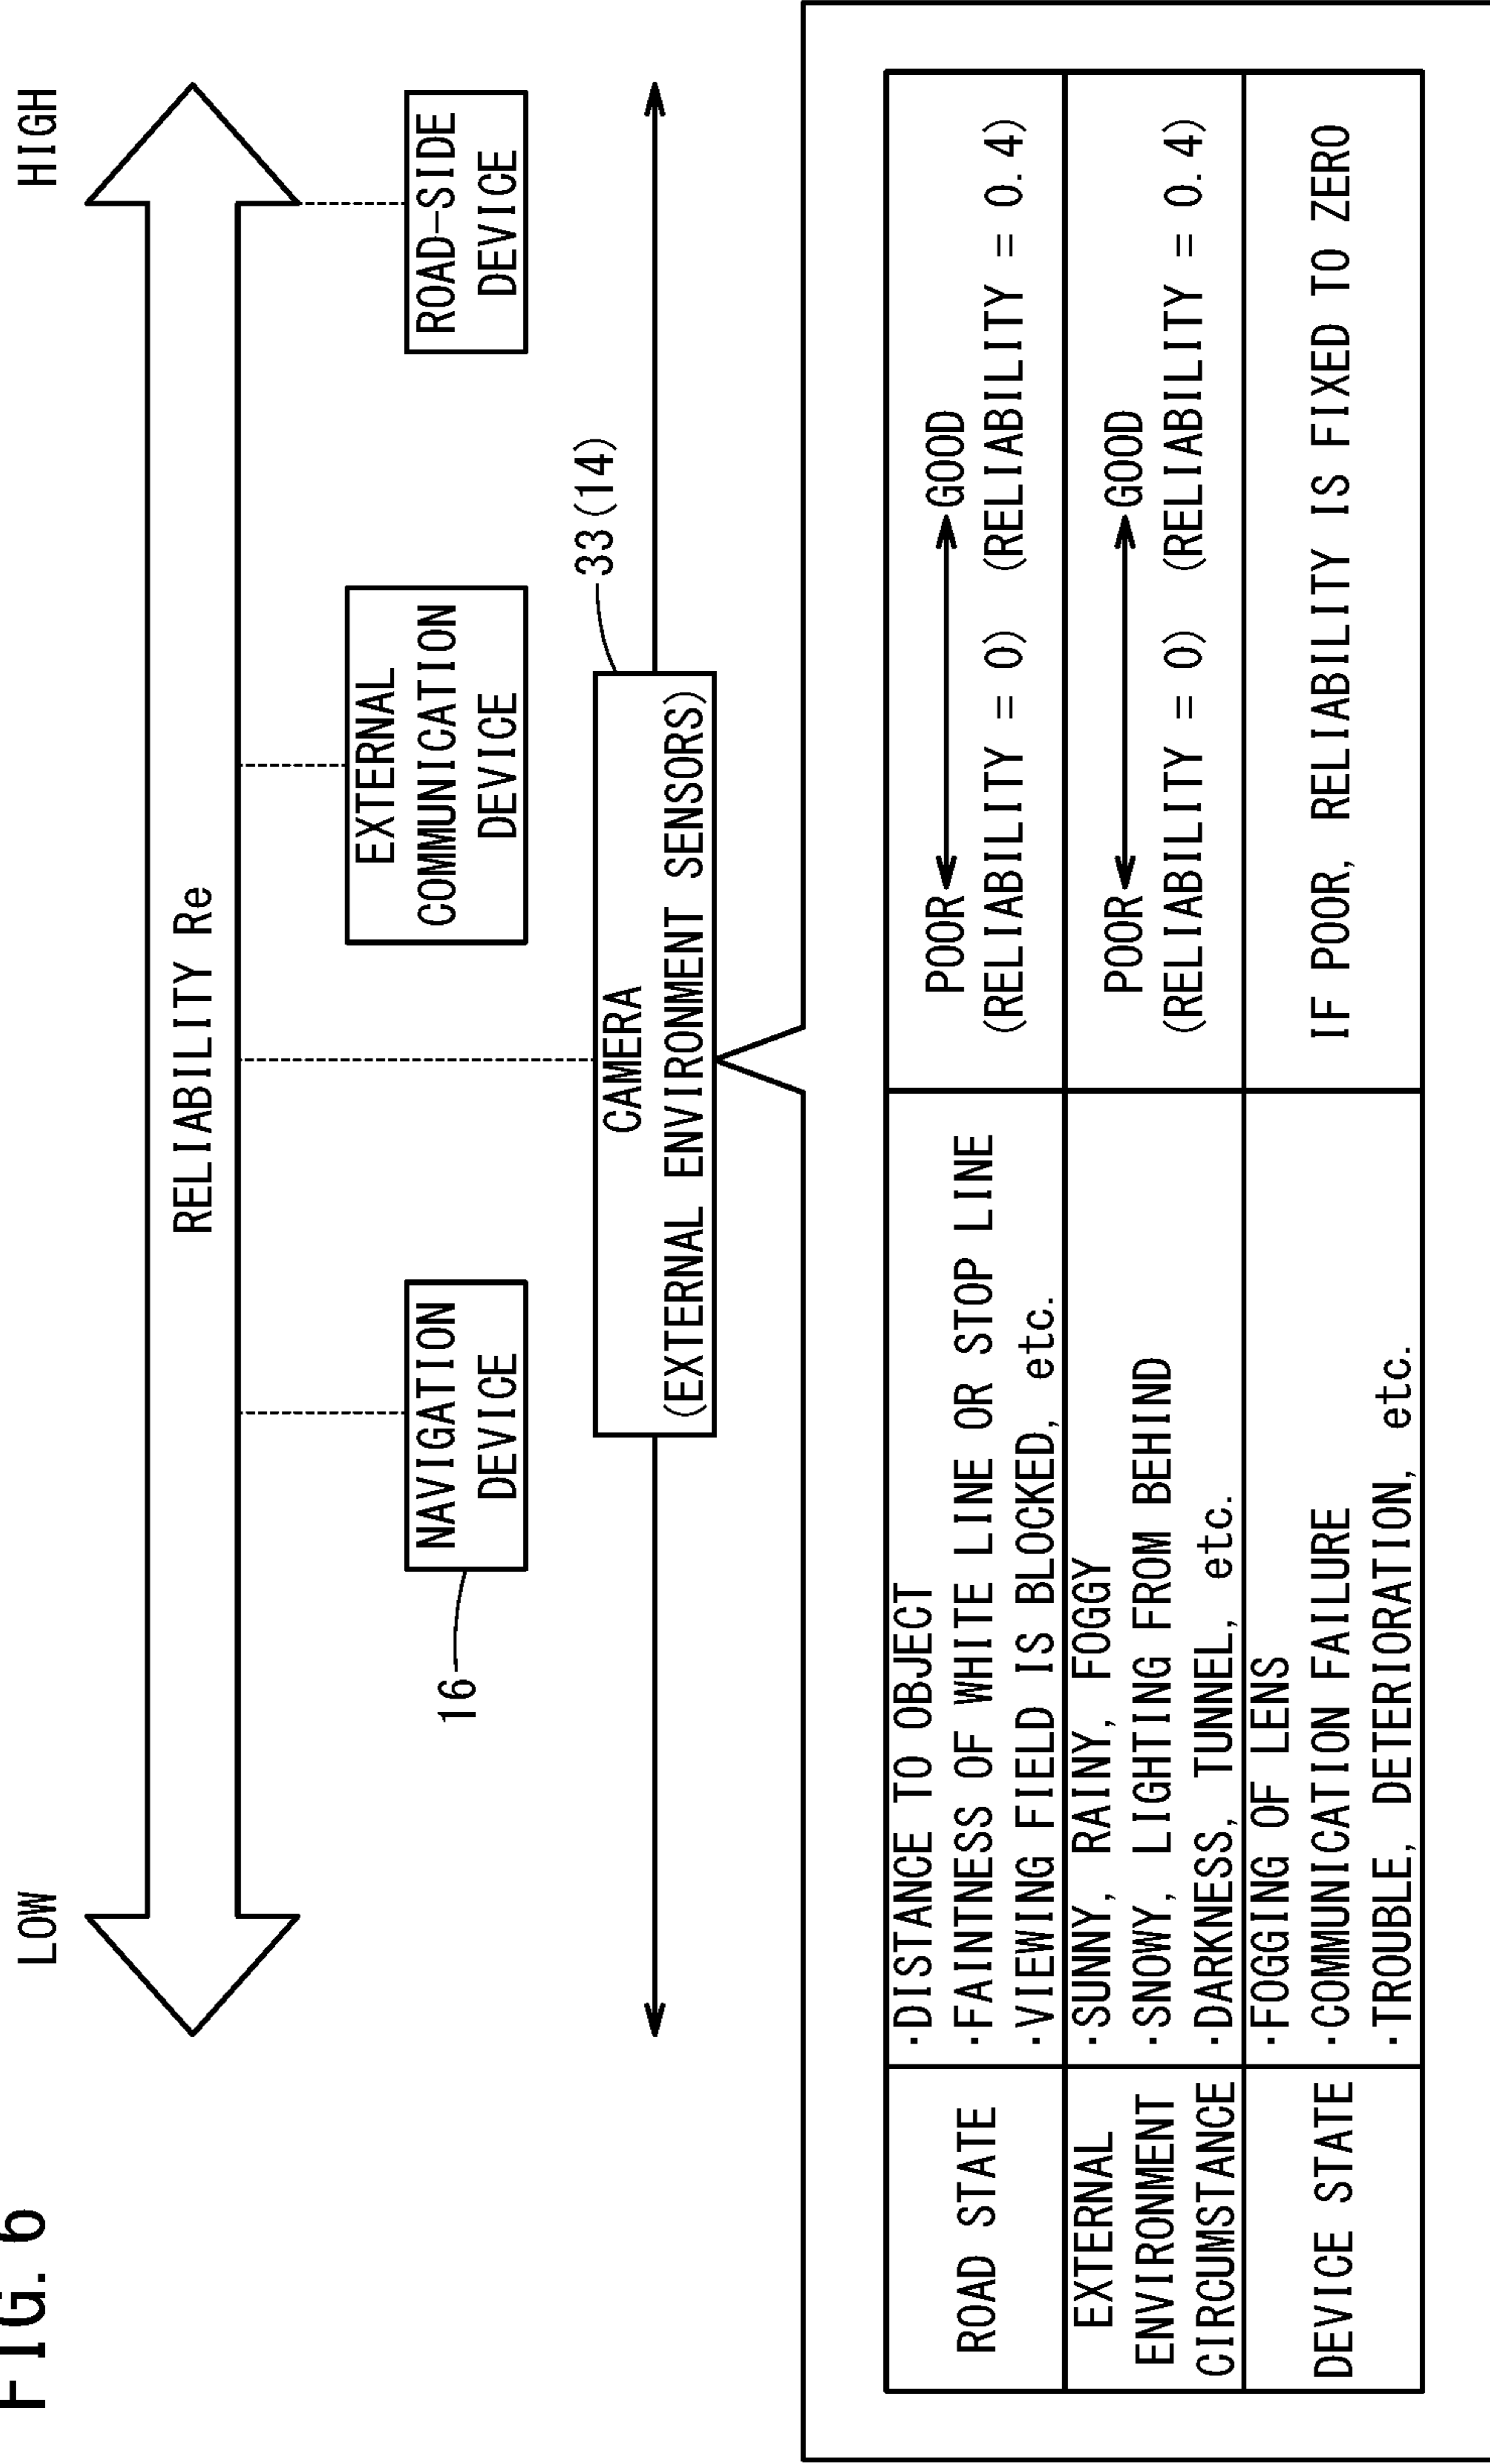 FIG. 6
LOW
HIGH
RELIABILITY Re
16
NAVIGATION
DEVICE
EXTERNAL
COMMUNICATION
DEVICE
ROAD-SIDE
DEVICE
33(14)
CAMERA
(EXTERNAL ENVIRONMENT SENSORS)
ROAD STATE
·DISTANCE TO OBJECT
·FAINTNESS OF WHITE LINE OR STOP LINE
·VIEWING FIELD IS BLOCKED, etc.
POOR GOOD
(RELIABILITY = 0) (RELIABILITY = 0.4)
EXTERNAL
ENVIRONMENT
CIRCUMSTANCE
·SUNNY, RAINY, FOGGY
·SNOWY, LIGHTING FROM BEHIND
·DARKNESS, TUNNEL, etc.
POOR GOOD
(RELIABILITY = 0) (RELIABILITY = 0.4)
DEVICE STATE
·FOGGING OF LENS
·COMMUNICATION FAILURE
·TROUBLE, DETERIORATION, etc.
IF POOR, RELIABILITY IS FIXED TO ZERO